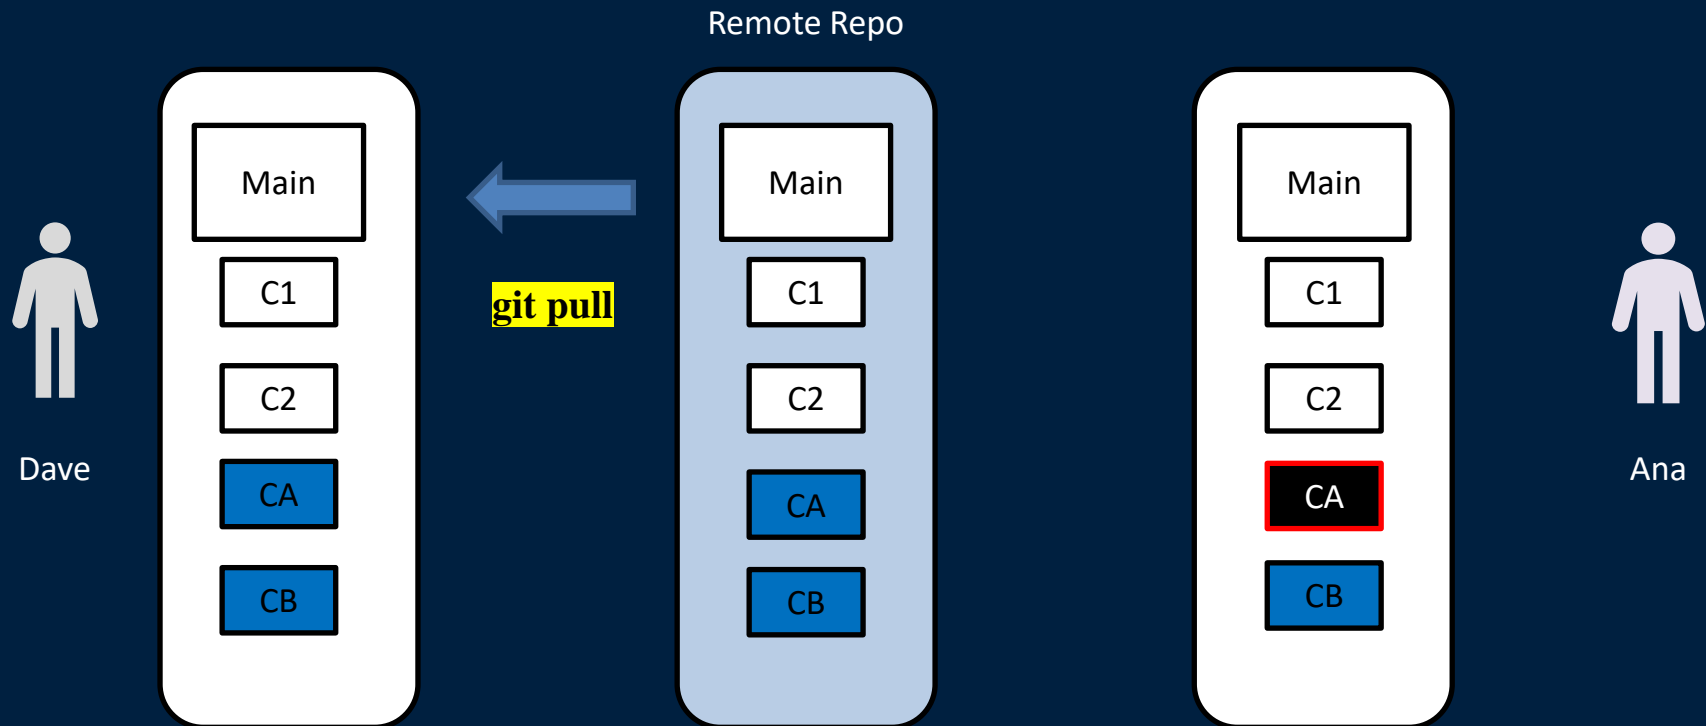 Remote Repo
Main
C1
C2
CA
CB
Dave
git pull
Main
C1
C2
CA
CB
Main
C1
C2
CA
CB
Ana